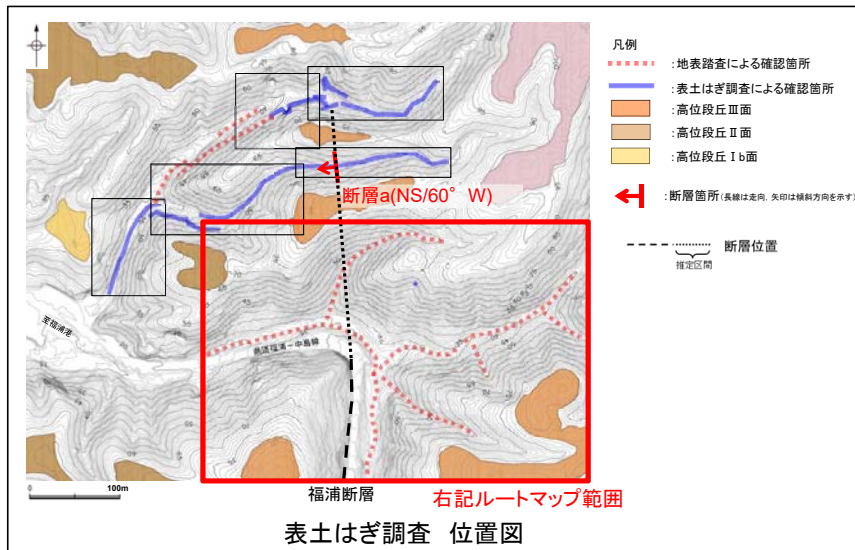 凡例
:地表踏査による確認箇所
:表土はぎ調査による確認箇所
:高位段丘Ⅲ面
:高位段丘Ⅱ面
:高位段丘Ⅰb面
:断層箇所(長線は走向,矢印は傾斜方向を示す)
断層位置
推定区間
断層a(NS/60°W)
至福浦港
県道福浦ー中島線
0 100m
福浦断層
右記ルートマップ範囲
表土はぎ調査 位置図